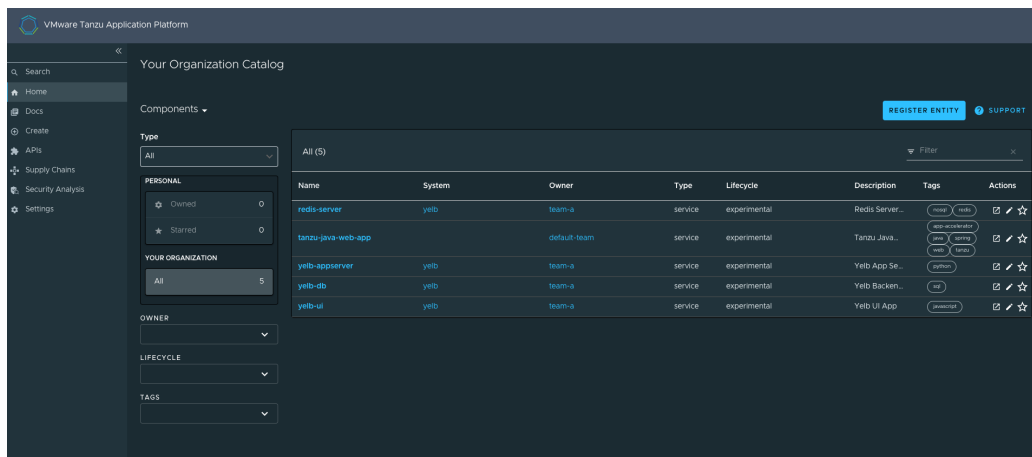 VMware Tanzu Application Platform
Search
Home
Docs
Create
APIs
Supply Chains
Security Analysis
Settings
Your Organization Catalog
Components
REGISTER ENTITY
SUPPORT
Type
All
PERSONAL
Owned 0
Starred 0
YOUR ORGANIZATION
All 5
OWNER
LIFECYCLE
TAGS
All (5)
Filter
Name System Owner Type Lifecycle Description Tags Actions
redis-server yelb team-a service experimental Redis Server... nosql redis
tanzu-java-web-app default-team service experimental Tanzu Java... app-accelerator java spring web tanzu
yelb-appserver yelb team-a service experimental Yelb App Se... python
yelb-db yelb team-a service experimental Yelb Backen... sql
yelb-ui yelb team-a service experimental Yelb UI App javascript